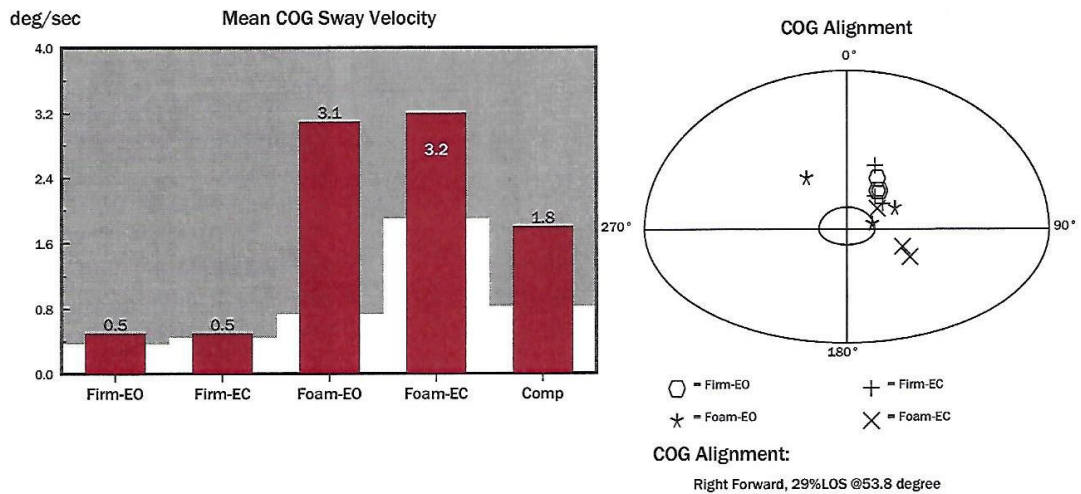 deg/sec
Mean COG Sway Velocity
4.0
3.2
2.4
1.6
0.8
0.0
0.5
0.5
3.1
3.2
1.8
Firm-EO
Firm-EC
Foam-EO
Foam-EC
Comp
COG Alignment
0°
270°
90°
180°
= Firm-EO
= Firm-EC
= Foam-EO
= Foam-EC
COG Alignment:
Right Forward, 29%LOS @53.8 degree